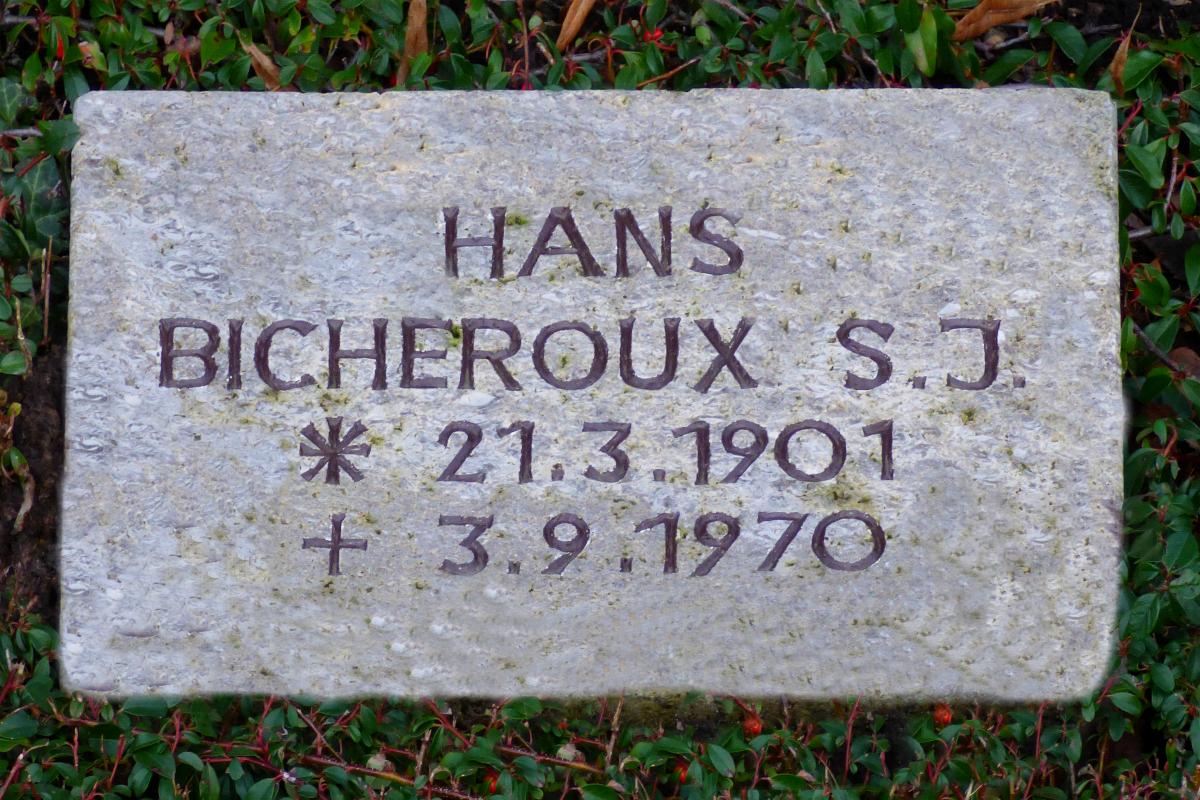 HANS
BICHEROUX S.J.
* 21.3.1901
† 3.9.1970